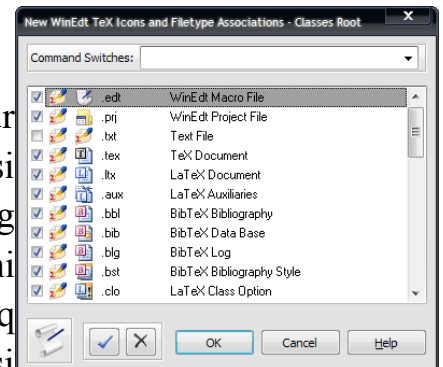 New WinEdt TeX Icons and Filetype Associations - Classes Root
Command Switches:
.edt WinEdt Macro File
.prj WinEdt Project File
.txt Text File
.tex TeX Document
.ltx LaTeX Document
.aux LaTeX Auxiliaries
.bbl BibTeX Bibliography
.bib BibTeX Data Base
.blg BibTeX Log
.bst BibTeX Bibliography Style
.clo LaTeX Class Option
OK Cancel Help